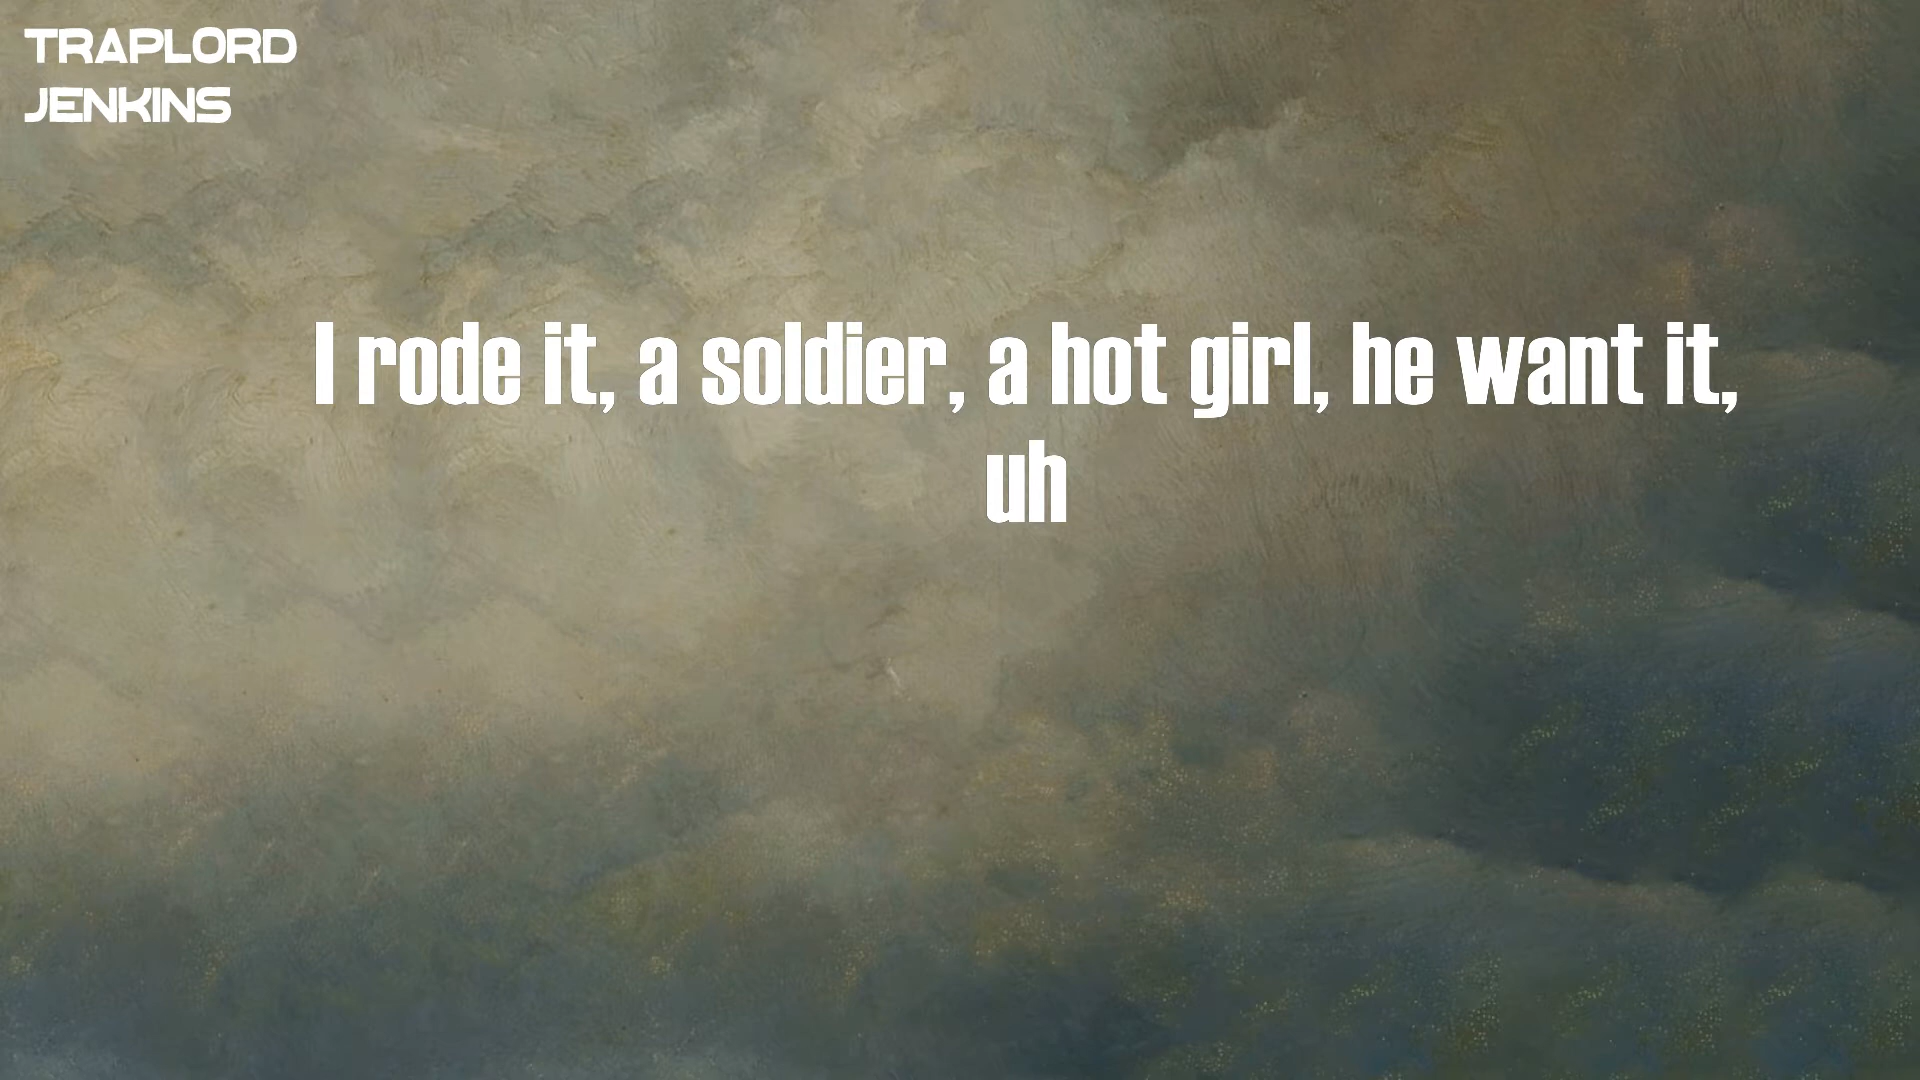 TRAPLORD
JENKINS
I rode it, a soldier, a hot girl, he want it,
uh